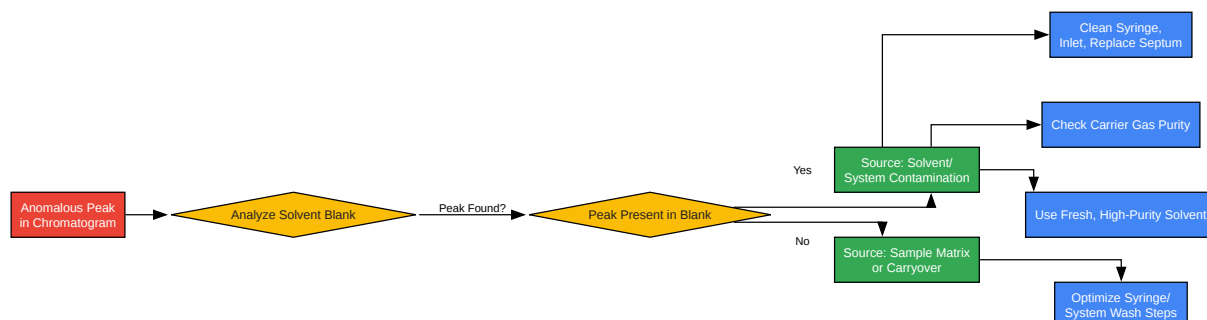 Anomalous Peak
in Chromatogram
Analyze Solvent Blank
Peak Found?
Peak Present in Blank
Yes
No
Source: Solvent/
System Contamination
Source: Sample Matrix
or Carryover
Clean Syringe,
Inlet, Replace Septum
Check Carrier Gas Purity
Use Fresh, High-Purity Solvent
Optimize Syringe/
System Wash Steps